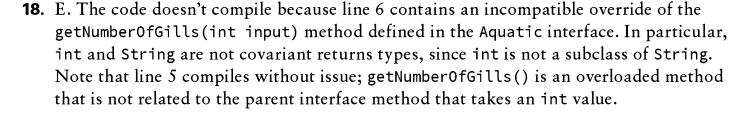 18. E. The code doesn't compile because line 6 contains an incompatible override of the
getNumberOfGills(int input) method defined in the Aquatic interface. In particular,
int and String are not covariant returns types, since int is not a subclass of String.
Note that line 5 compiles without issue; getNumberOfGills() is an overloaded method
that is not related to the parent interface method that takes an int value.